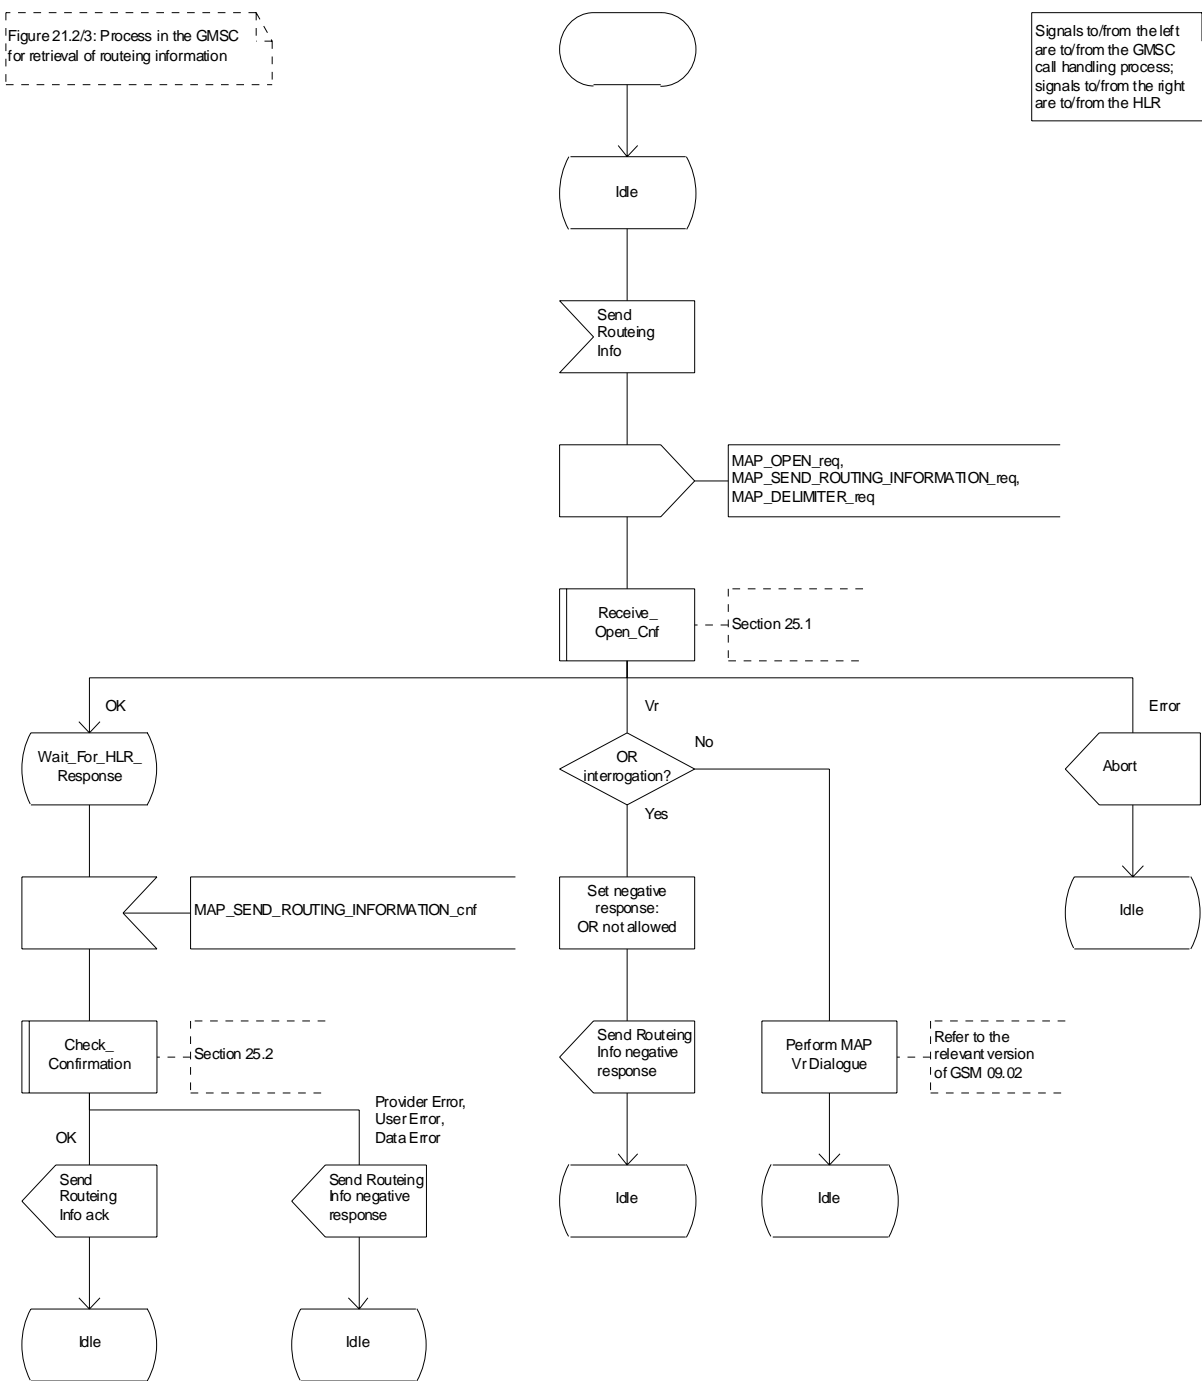 Figure 21.2/3: Process in the GMSC
for retrieval of routeing information
Signals to/from the left
are to/from the GMSC
call handling process;
signals to/from the right
are to/from the HLR
Idle
Send
Routeing
Info
MAP_OPEN_req,
MAP_SEND_ROUTING_INFORMATION_req,
MAP_DELIMITER_req
Receive_
Open_Cnf
Section 25.1
OK
Vr
Error
Wait_For_HLR_
Response
OR
interrogation?
No
Yes
Abort
MAP_SEND_ROUTING_INFORMATION_cnf
Set negative
response:
OR not allowed
Idle
Check_
Confirmation
Section 25.2
Send Routeing
Info negative
response
Perform MAP
Vr Dialogue
Refer to the
relevant version
of GSM 09.02
OK
Provider Error,
User Error,
Data Error
Send
Routeing
Info ack
Send Routeing
Info negative
response
Idle
Idle
Idle
Idle